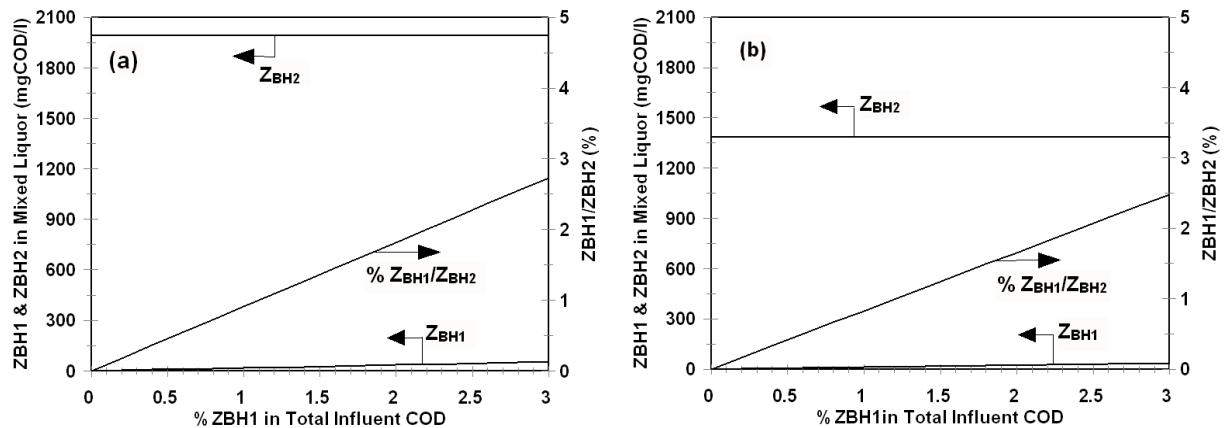 (a)
ZBH1 & ZBH2 in Mixed Liquor (mgCOD/l)
2100
1800
1500
1200
900
600
300
0
ZBH2
% ZBH1/ZBH2
ZBH1
5
4
3
2
1
0
ZBH1/ZBH2 (%)
0 0.5 1 1.5 2 2.5 3
% ZBH1 in Total Influent COD
(b)
ZBH1 & ZBH2 in Mixed Liquor (mgCOD/l)
2100
1800
1500
1200
900
600
300
0
ZBH2
% ZBH1/ZBH2
ZBH1
5
4
3
2
1
0
ZBH1/ZBH2 (%)
0 0.5 1 1.5 2 2.5 3
% ZBH1in Total Influent COD